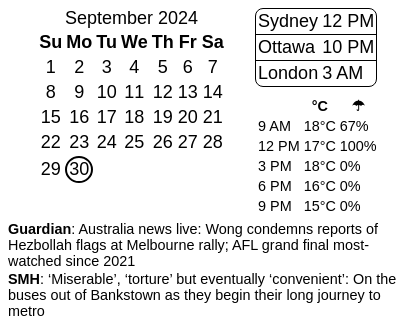 September 2024
Su Mo Tu We Th Fr Sa
1 2 3 4 5 6 7
8 9 10 11 12 13 14
15 16 17 18 19 20 21
22 23 24 25 26 27 28
29 30
Sydney 12 PM
Ottawa 10 PM
London 3 AM
°C ☂
9 AM 18°C 67%
12 PM 17°C 100%
3 PM 18°C 0%
6 PM 16°C 0%
9 PM 15°C 0%
Guardian: Australia news live: Wong condemns reports of
Hezbollah flags at Melbourne rally; AFL grand final most-
watched since 2021
SMH: ‘Miserable’, ‘torture’ but eventually ‘convenient’: On the
buses out of Bankstown as they begin their long journey to
metro